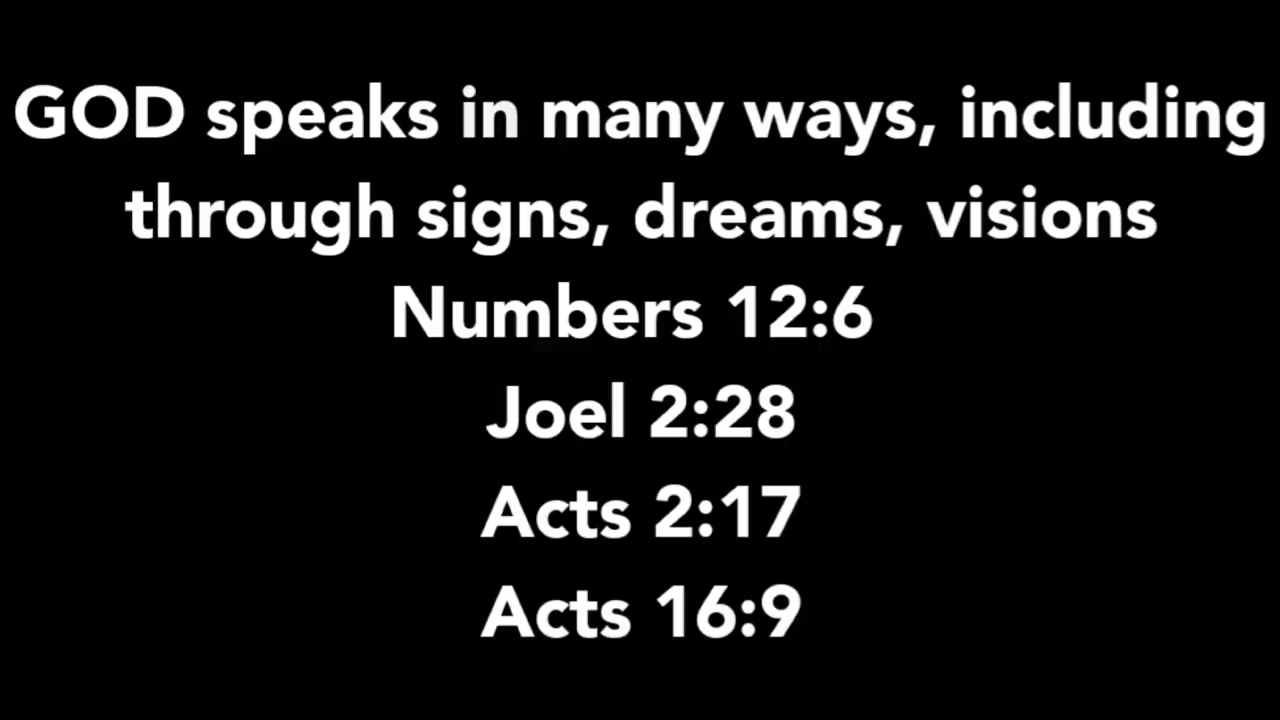 GOD speaks in many ways, including
through signs, dreams, visions
Numbers 12:6
Joel 2:28
Acts 2:17
Acts 16:9